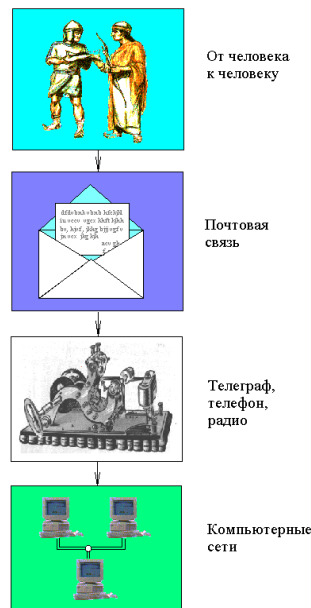 От человека
к человеку
Почтовая
связь
Телеграф,
телефон,
радио
Компьютерные
сети